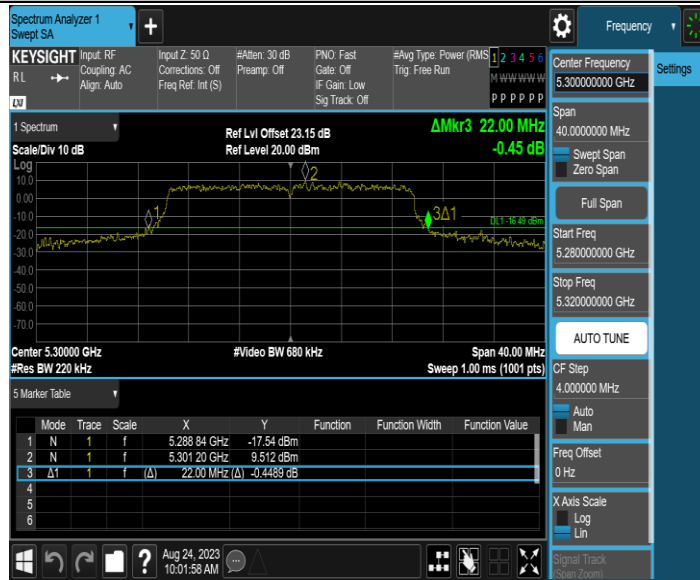 Spectrum Analyzer 1
Swept SA
+
Frequency
KEYSIGHT
RL
LXI
Input: RF
Coupling: AC
Align: Auto
Input Z: 50 Ω
Corrections: Off
Freq Ref: Int (S)
#Atten: 30 dB
Preamp: Off
PNO: Fast
Gate: Off
IF Gain: Low
Sig Track: Off
#Avg Type: Power (RMS
Trig: Free Run
1 2 3 4 5 6
M W W W W W
P P P P P P
1 Spectrum
Scale/Div 10 dB
Ref Lvl Offset 23.15 dB
Ref Level 20.00 dBm
ΔMkr3 22.00 MHz
-0.45 dB
Log
10.0
0.00
-10.0
-20.0
-30.0
-40.0
-50.0
-60.0
-70.0
1
2
3Δ1
DL1 -16.49 dBm
Center 5.30000 GHz
#Res BW 220 kHz
#Video BW 680 kHz
Span 40.00 MHz
Sweep 1.00 ms (1001 pts)
5 Marker Table
Mode Trace Scale X Y Function Function Width Function Value
1 N 1 f 5.288 84 GHz -17.54 dBm
2 N 1 f 5.301 20 GHz 9.512 dBm
3 Δ1 1 f (Δ) 22.00 MHz (Δ) -0.4489 dB
4
5
6
Aug 24, 2023
10:01:58 AM
Center Frequency
5.300000000 GHz
Settings
Span
40.0000000 MHz
Swept Span
Zero Span
Full Span
Start Freq
5.280000000 GHz
Stop Freq
5.320000000 GHz
AUTO TUNE
CF Step
4.000000 MHz
Auto
Man
Freq Offset
0 Hz
X Axis Scale
Log
Lin
Signal Track
(Span Zoom)